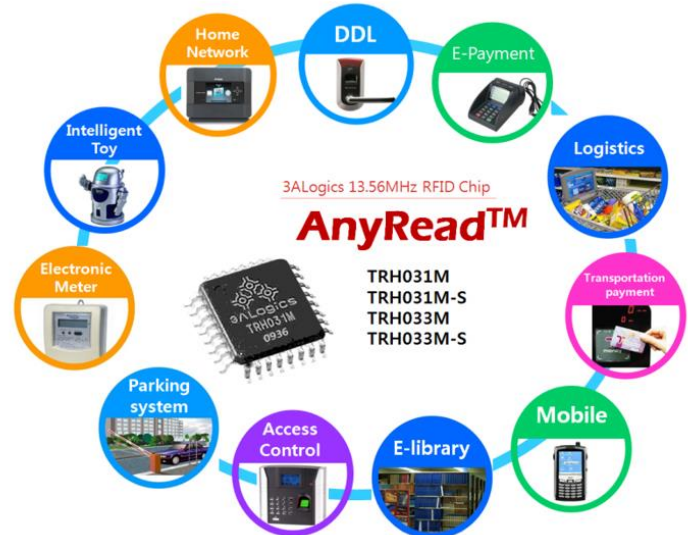 Home
Network
DDL
E-Payment
Intelligent
Toy
Logistics
3ALogics 13.56MHz RFID Chip
AnyRead™
Electronic
Meter
Transportation
payment
3ALogics
TRH031M
0936
TRH031M
TRH031M-S
TRH033M
TRH033M-S
Parking
system
Access
Control
E-library
Mobile